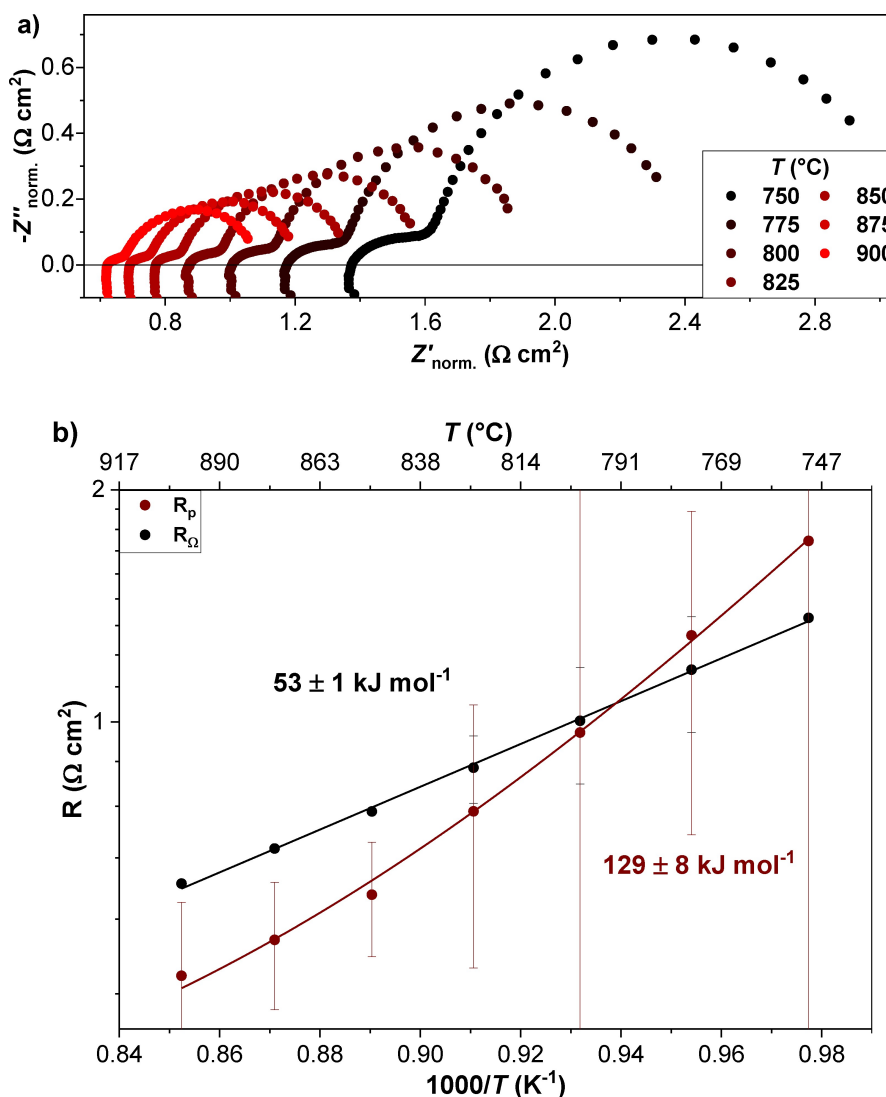 a)
-Z''norm. (Ω cm²)
0.6
0.4
0.2
0.0
T (°C)
750 850
775 875
800 900
825
0.8 1.2 1.6 2.0 2.4 2.8
Z'norm. (Ω cm²)
b)
T (°C)
917 890 863 838 814 791 769 747
2
Rp
RΩ
53 ± 1 kJ mol⁻¹
1
R (Ω cm²)
129 ± 8 kJ mol⁻¹
0.84 0.86 0.88 0.90 0.92 0.94 0.96 0.98
1000/T (K⁻¹)